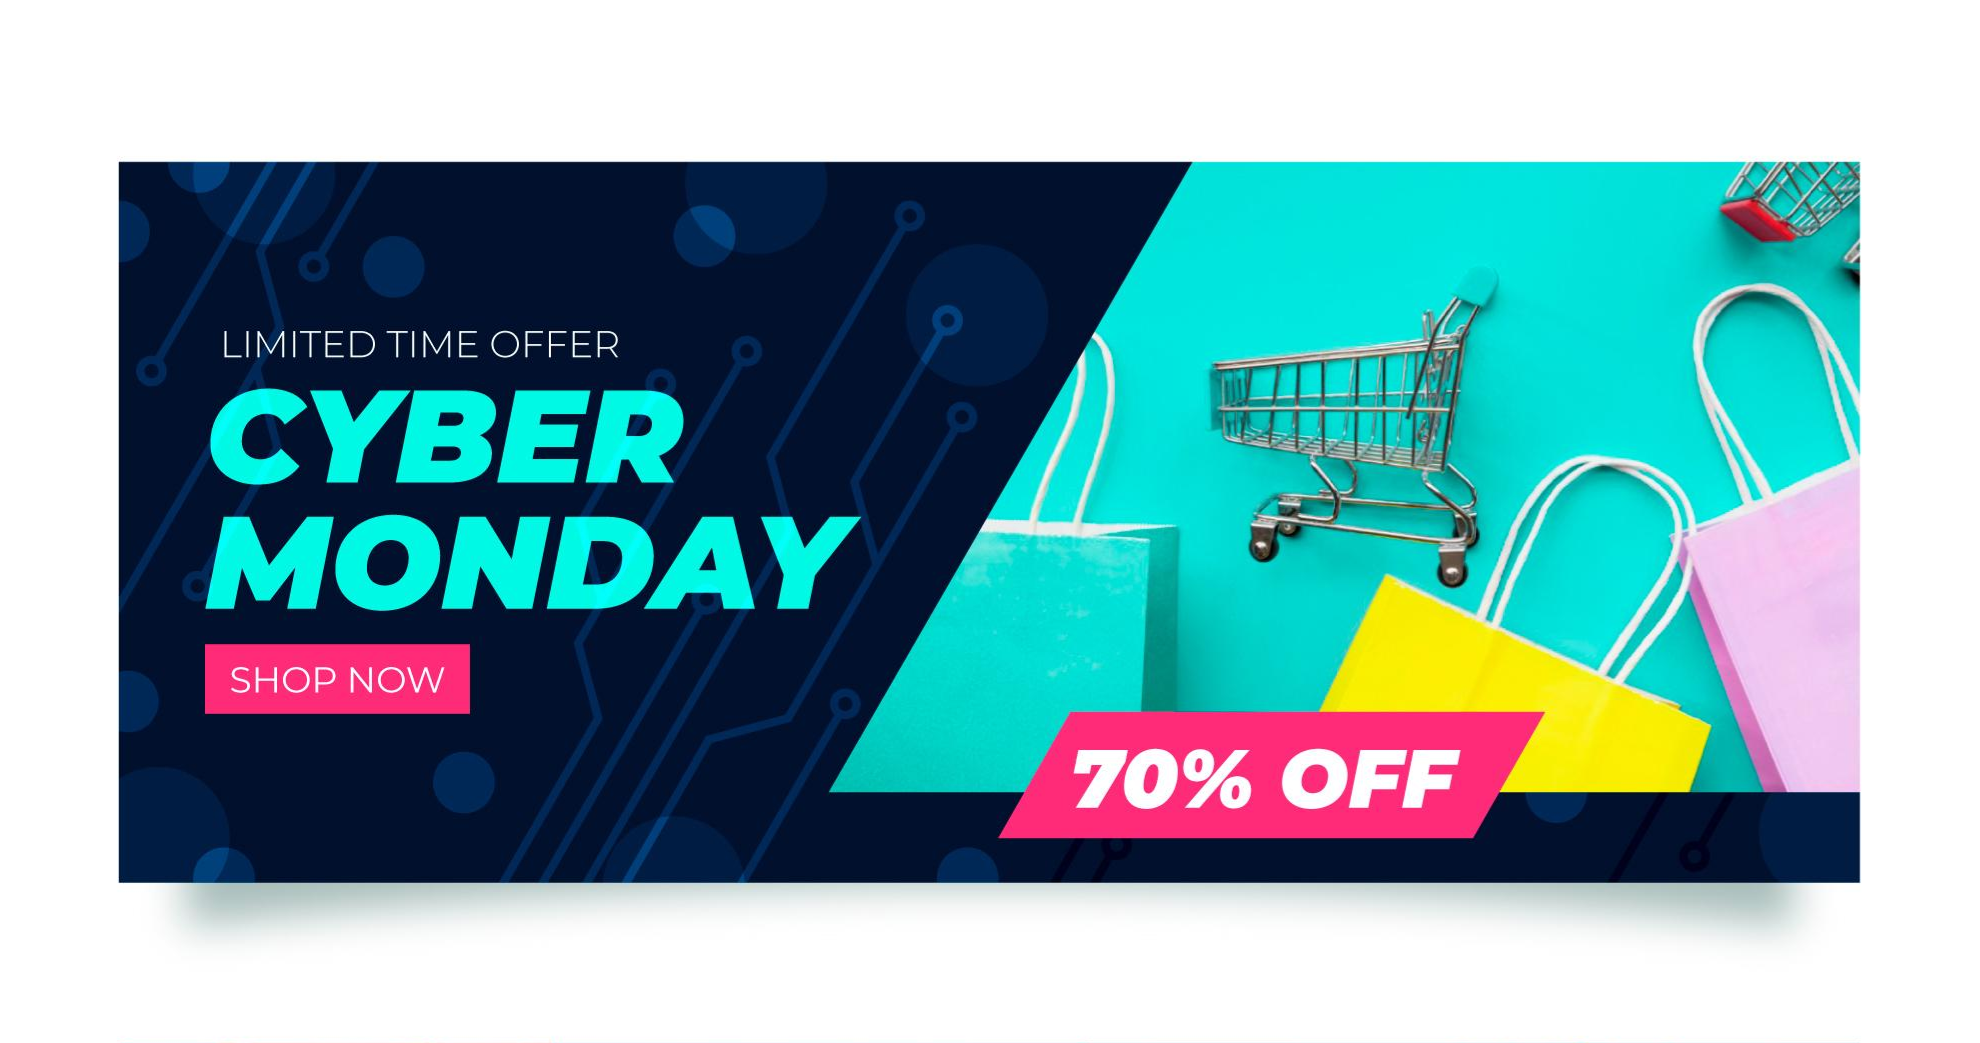 LIMITED TIME OFFER
CYBER
MONDAY
SHOP NOW
70% OFF